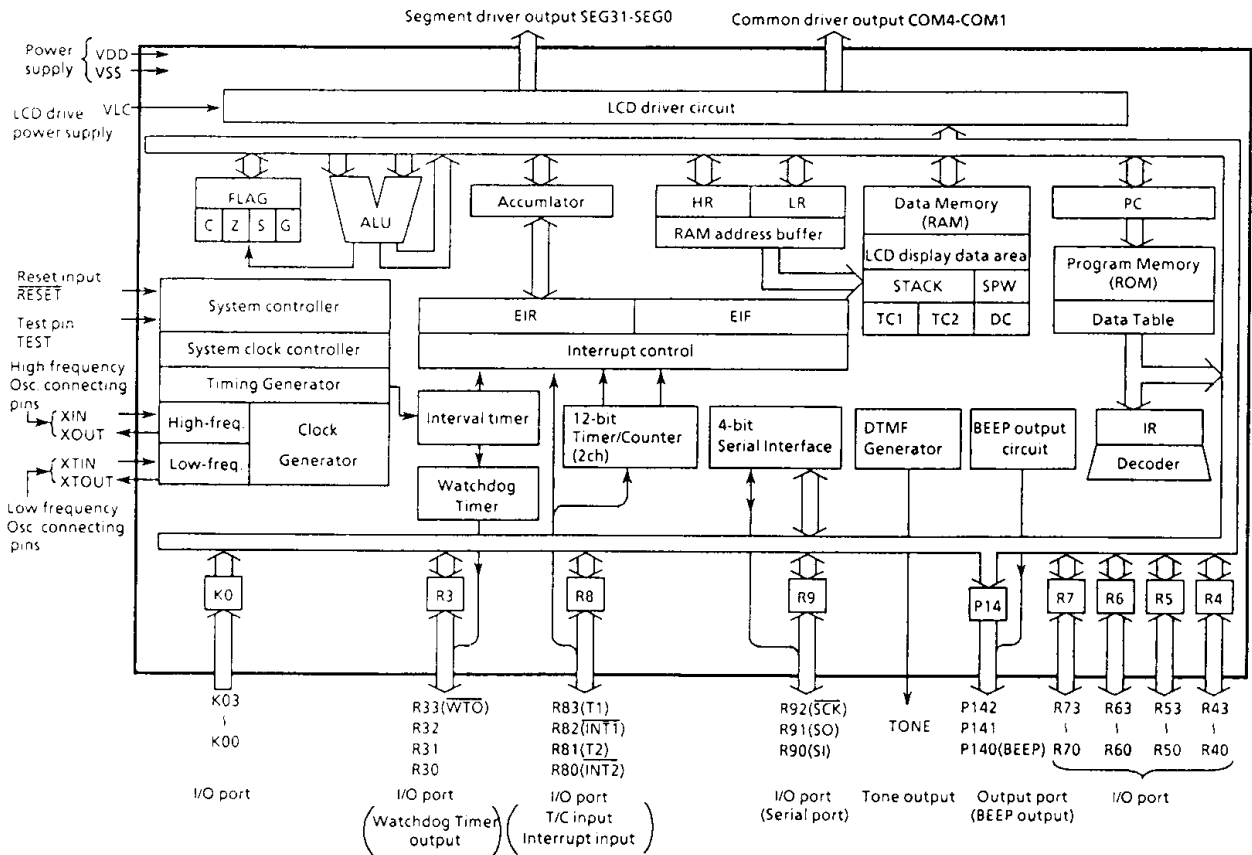 Segment driver output SEG31-SEG0
Common driver output COM4-COM1
Power supply
VDD
VSS
LCD drive power supply
VLC
LCD driver circuit
FLAG
C Z S G
ALU
Accumlator
HR LR
RAM address buffer
Data Memory
(RAM)
LCD display data area
STACK SPW
TC1 TC2 DC
PC
Program Memory
(ROM)
Data Table
Reset input
RESET
Test pin
TEST
High frequency
Osc. connecting
pins
XIN
XOUT
XTIN
XTOUT
Low frequency
Osc. connecting
pins
System controller
System clock controller
Timing Generator
High-freq.
Low-freq.
Clock
Generator
EIR EIF
Interrupt control
Interval timer
Watchdog
Timer
12-bit
Timer/Counter
(2ch)
4-bit
Serial Interface
DTMF
Generator
BEEP output
circuit
IR
Decoder
K0 R3 R8 R9 P14 R7 R6 R5 R4
K03
~
K00
I/O port
R33(WTO)
R32
R31
R30
I/O port
(Watchdog Timer
output)
R83(T1)
R82(INT1)
R81(T2)
R80(INT2)
I/O port
(T/C input
Interrupt input)
R92(SCK)
R91(SO)
R90(SI)
I/O port
(Serial port)
TONE
Tone output
P142
P141
P140(BEEP)
Output port
(BEEP output)
R73 R63 R53 R43
~ ~ ~ ~
R70 R60 R50 R40
I/O port